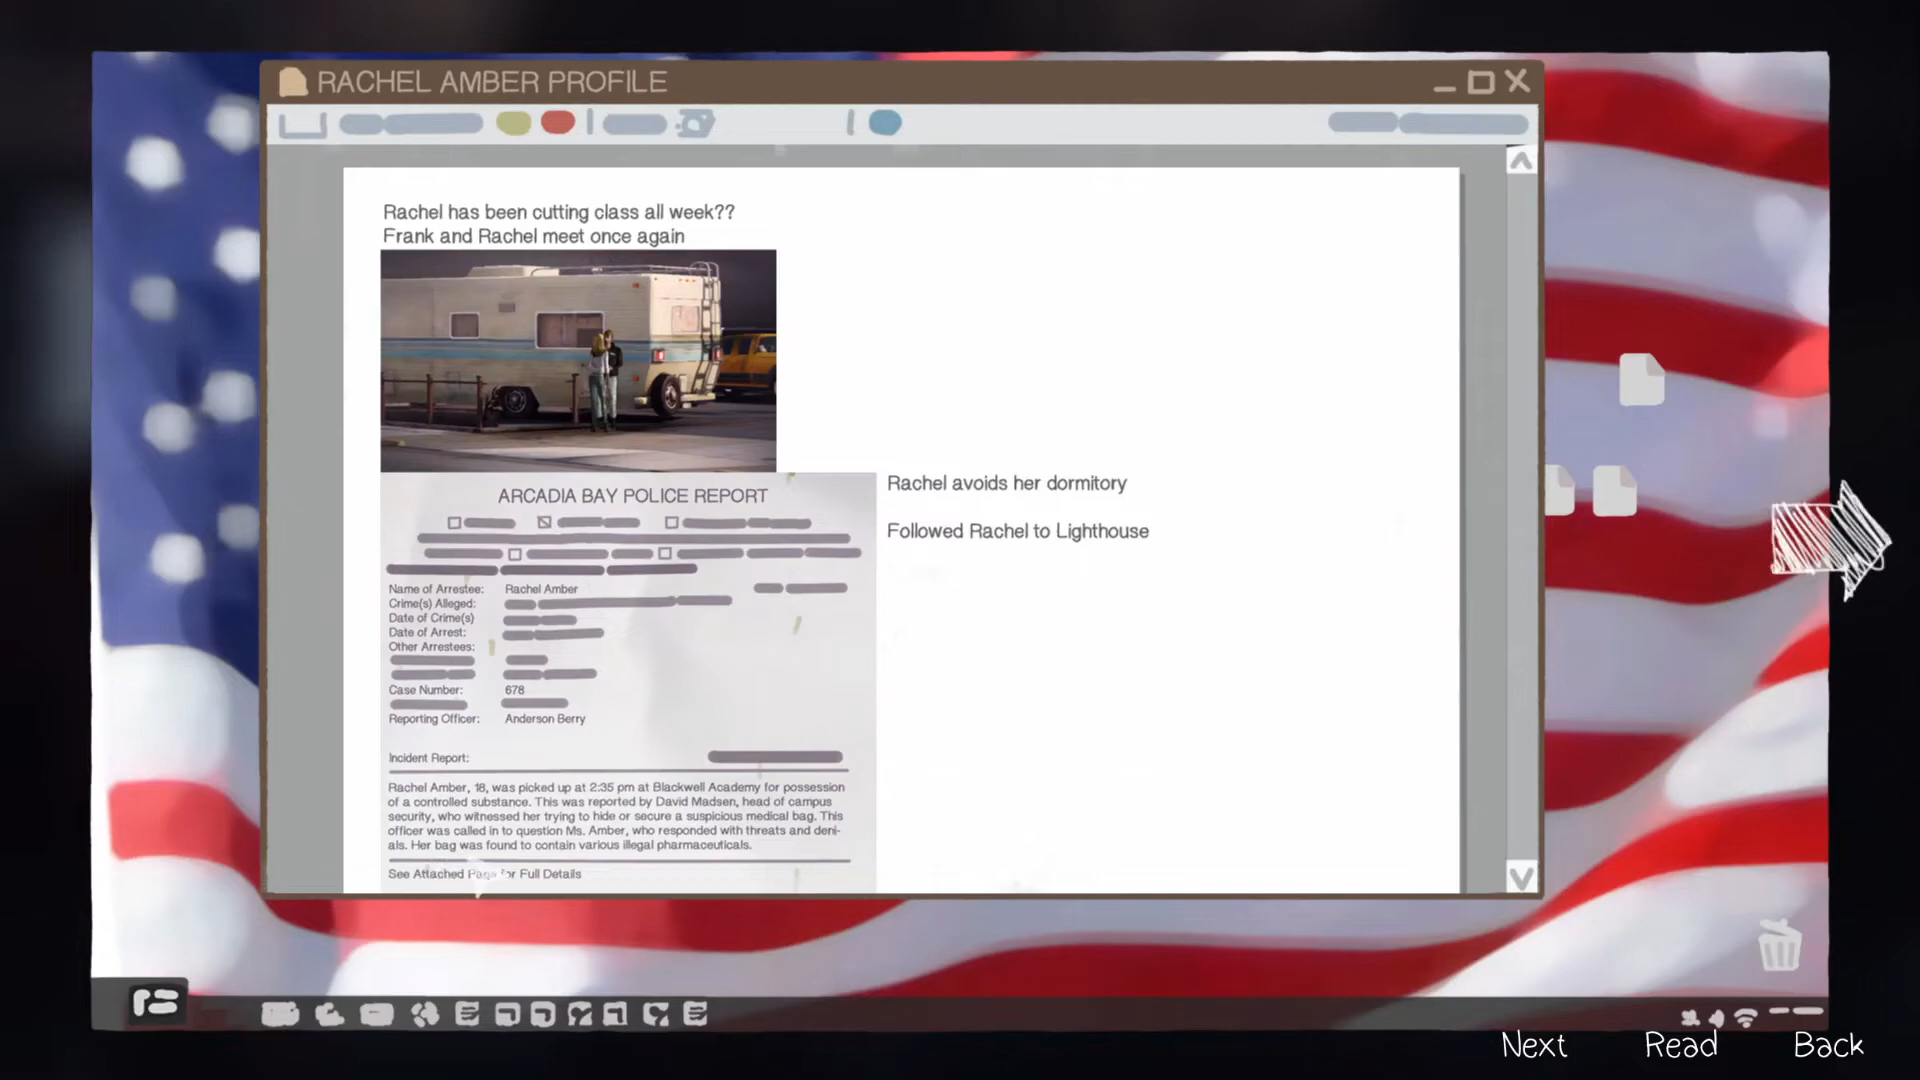 RACHEL AMBER PROFILE
Rachel has been cutting class all week??
Frank and Rachel meet once again
ARCADIA BAY POLICE REPORT
Name of Arrestee: Rachel Amber
Crime(s) Alleged:
Date of Crime(s)
Date of Arrest:
Other Arrestees:
Case Number: 678
Reporting Officer: Anderson Berry
Incident Report:
Rachel Amber, 18, was picked up at 2:35 pm at Blackwell Academy for possession
of a controlled substance. This was reported by David Madsen, head of campus
security, who witnessed her trying to hide or secure a suspicious medical bag. This
officer was called in to question Ms. Amber, who responded with threats and deni-
als. Her bag was found to contain various illegal pharmaceuticals.
See Attached Page for Full Details
Rachel avoids her dormitory
Followed Rachel to Lighthouse
Next Read Back